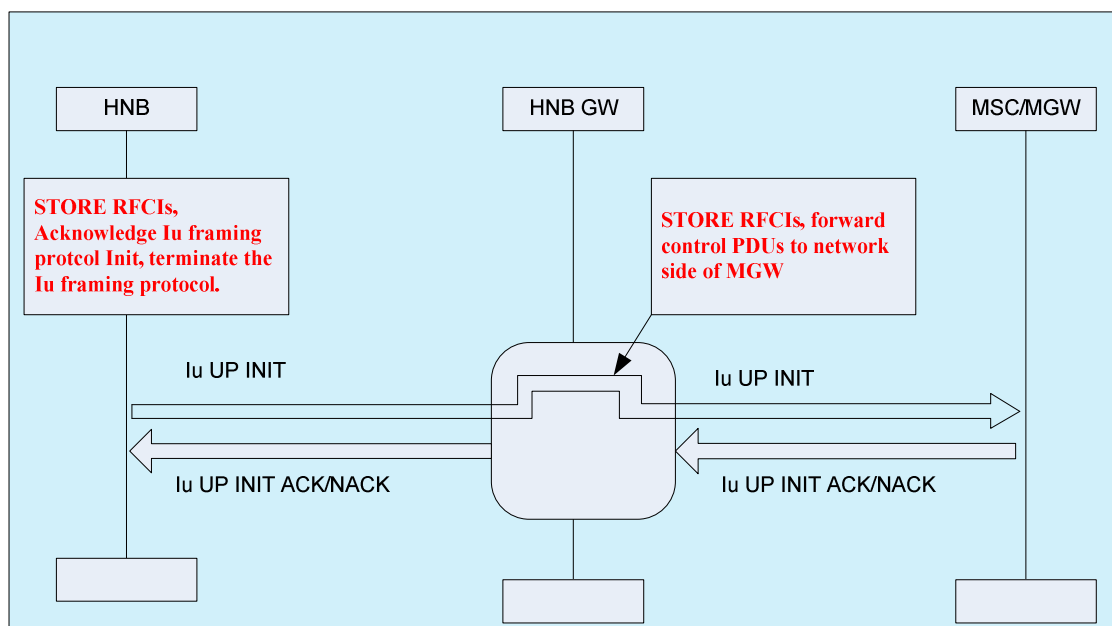 HNB
HNB GW
MSC/MGW
STORE RFCIs,
Acknowledge Iu framing
protcol Init, terminate the
Iu framing protocol.
STORE RFCIs, forward
control PDUs to network
side of MGW
Iu UP INIT
Iu UP INIT
Iu UP INIT ACK/NACK
Iu UP INIT ACK/NACK